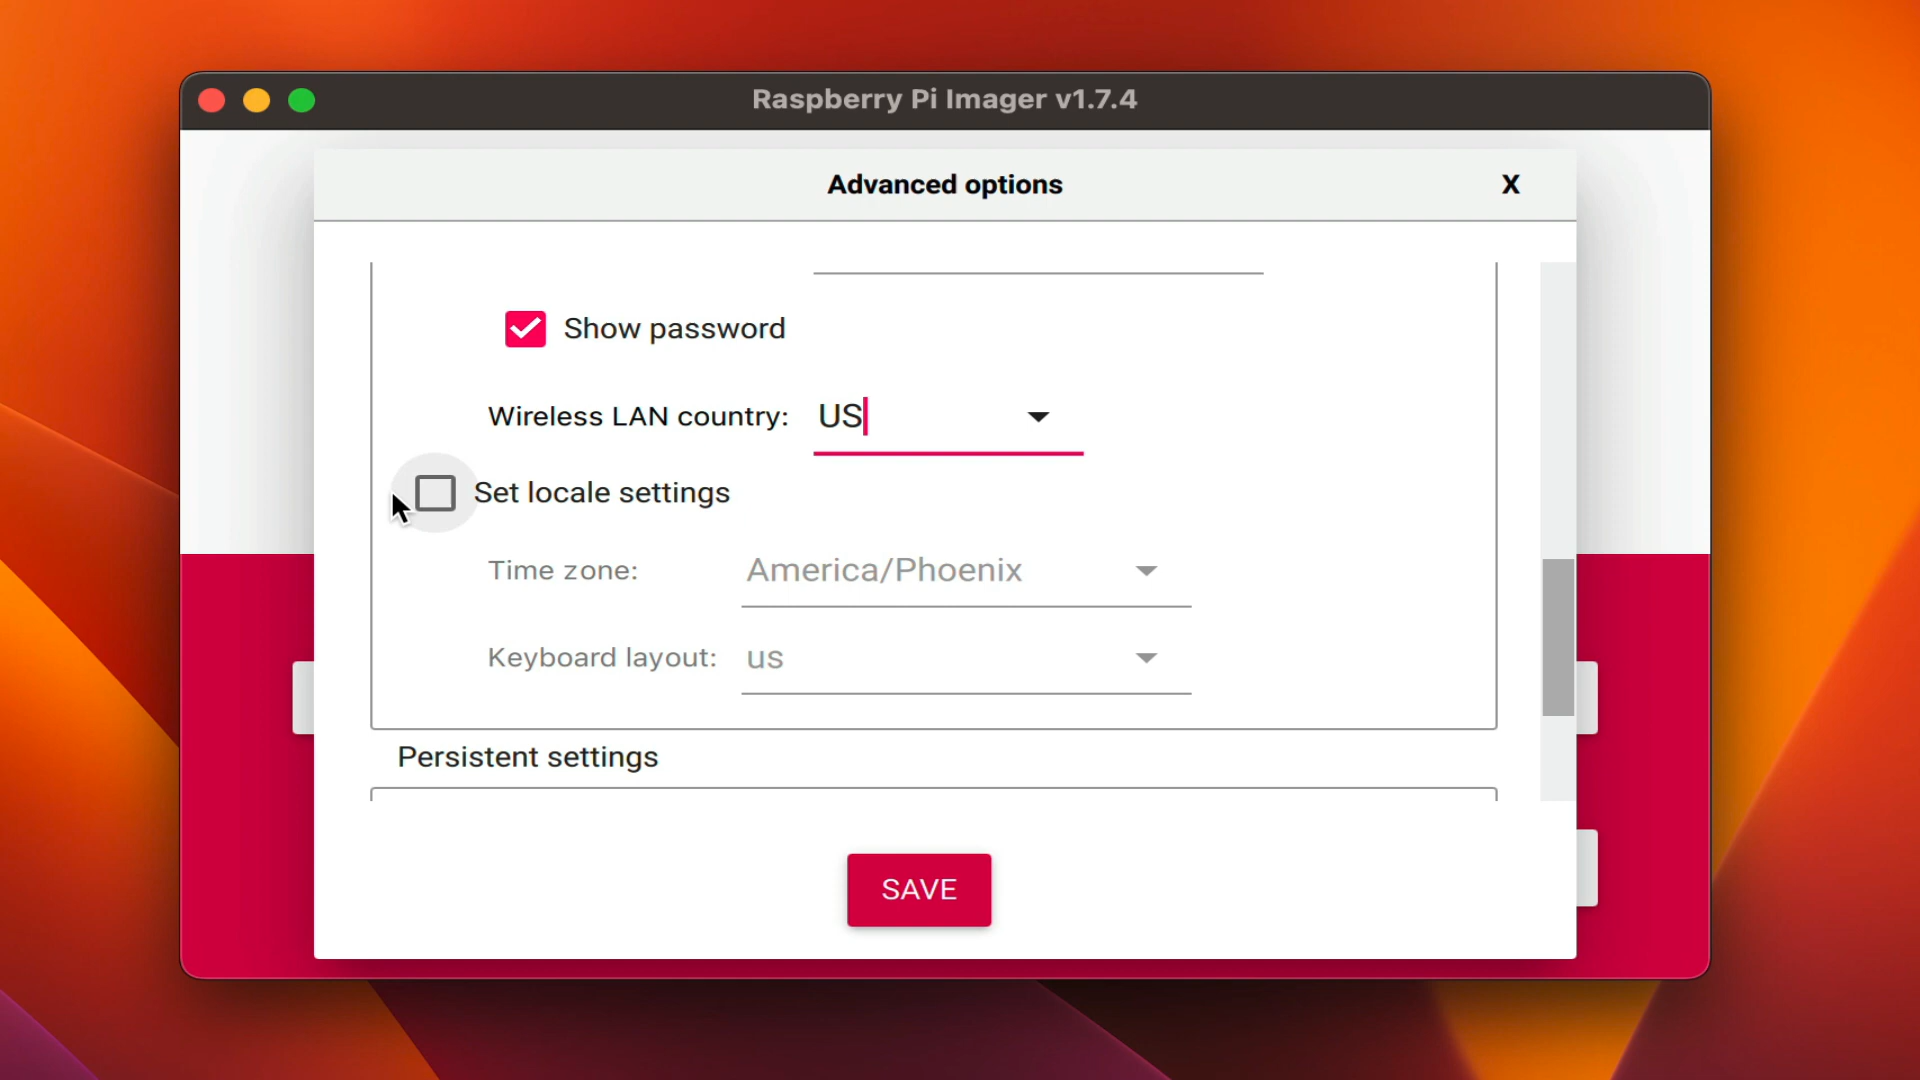 Raspberry Pi Imager v1.7.4
Advanced options X
Show password
Wireless LAN country: US
Set locale settings
Time zone: America/Phoenix
Keyboard layout: us
Persistent settings
SAVE